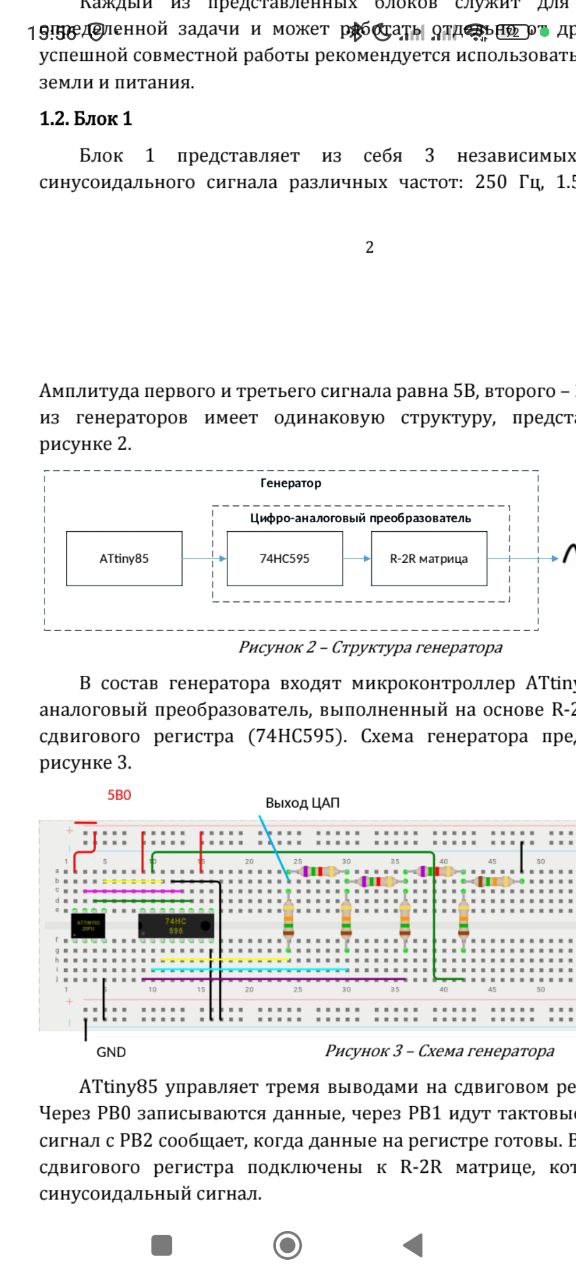 Каждый из представленных блоков служит для
15:56
определенной задачи и может работать отдельно от др
92
успешной совместной работы рекомендуется использовать
земли и питания.
1.2. Блок 1
Блок 1 представляет из себя 3 независимых
синусоидального сигнала различных частот: 250 Гц, 1.5
2
Амплитуда первого и третьего сигнала равна 5В, второго –
из генераторов имеет одинаковую структуру, предста
рисунке 2.
Генератор
Цифро-аналоговый преобразователь
ATtiny85
74HC595
R-2R матрица
Рисунок 2 – Структура генератора
В состав генератора входят микроконтроллер ATtiny
аналоговый преобразователь, выполненный на основе R-2
сдвигового регистра (74HC595). Схема генератора пред
рисунке 3.
5В0
Выход ЦАП
1 5 10 15 20 25 30 35 40 45 50
74HC
595
1 10 15 20 25 30 35 40 45 50
GND
Рисунок 3 – Схема генератора
ATtiny85 управляет тремя выводами на сдвиговом ре
Через PB0 записываются данные, через PB1 идут тактовые
сигнал с PB2 сообщает, когда данные на регистре готовы. В
сдвигового регистра подключены к R-2R матрице, кот
синусоидальный сигнал.